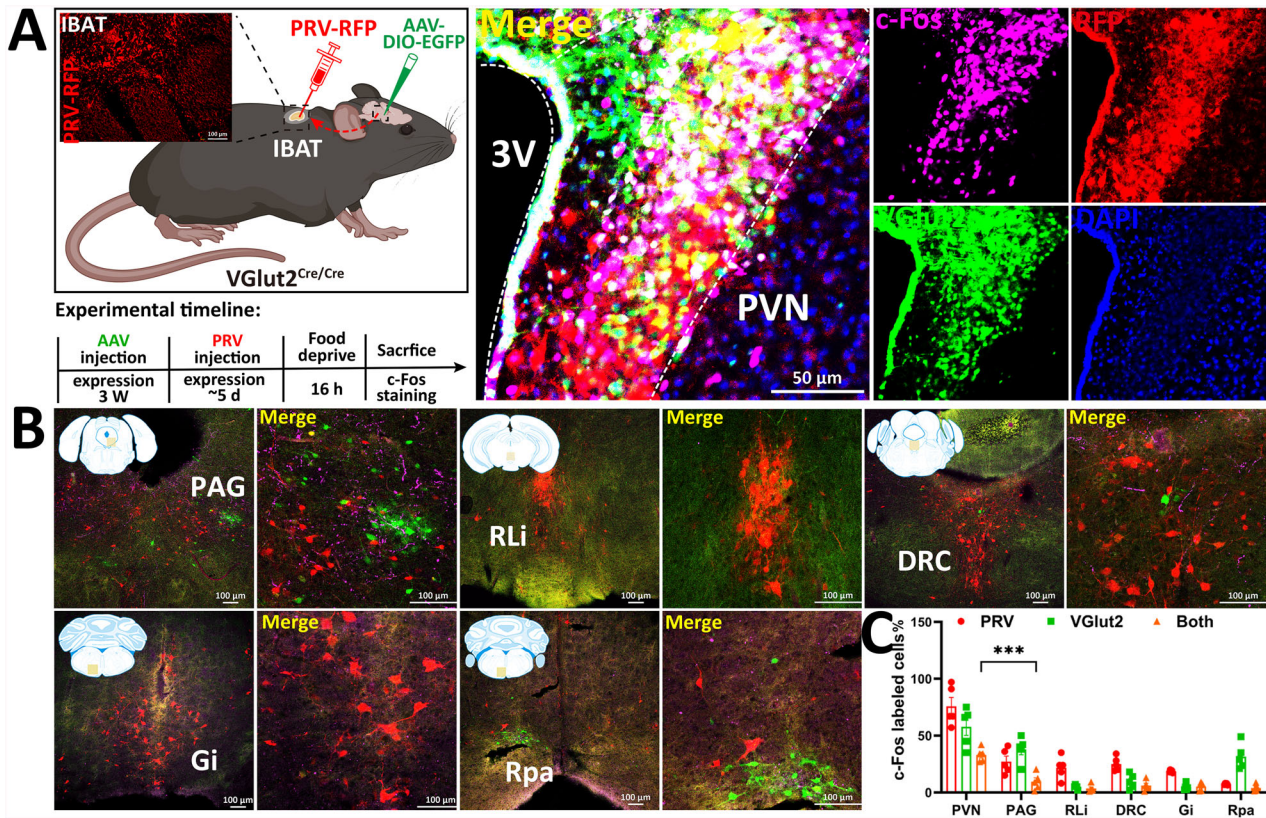 A
IBAT
PRV-RFP
100 μm
PRV-RFP
AAV-
DIO-EGFP
IBAT
VGlut2Cre/Cre
Experimental timeline:
AAV
injection
PRV
injection
Food
deprive
Sacrfice
expression
3 W
expression
~5 d
16 h
c-Fos
staining
Merge
3V
PVN
50 μm
c-Fos
RFP
VGlut2
DAPI
B
PAG
100 μm
Merge
100 μm
RLi
100 μm
Merge
100 μm
DRC
100 μm
Merge
100 μm
Gi
100 μm
Merge
100 μm
Rpa
100 μm
Merge
100 μm
C
PRV VGlut2 Both
c-Fos labeled cells%
150
100
50
0
***
PVN PAG RLi DRC Gi Rpa